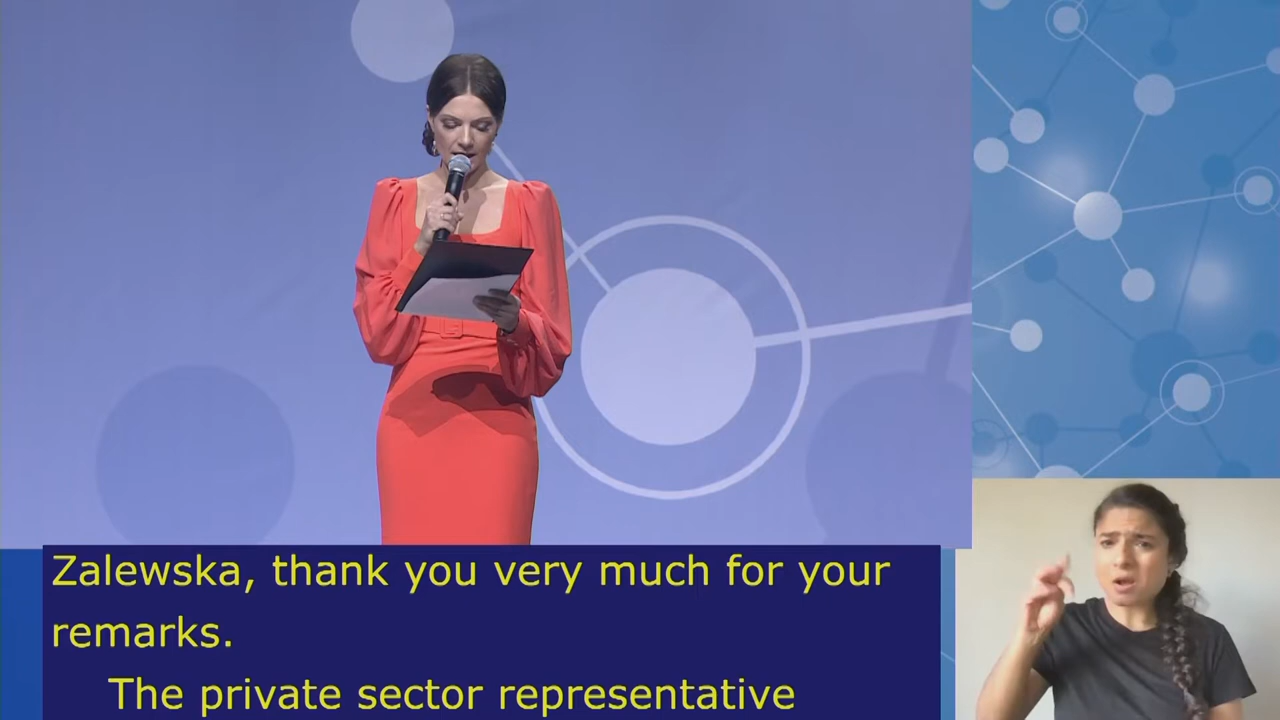 Zalewska, thank you very much for your
remarks.
The private sector representative